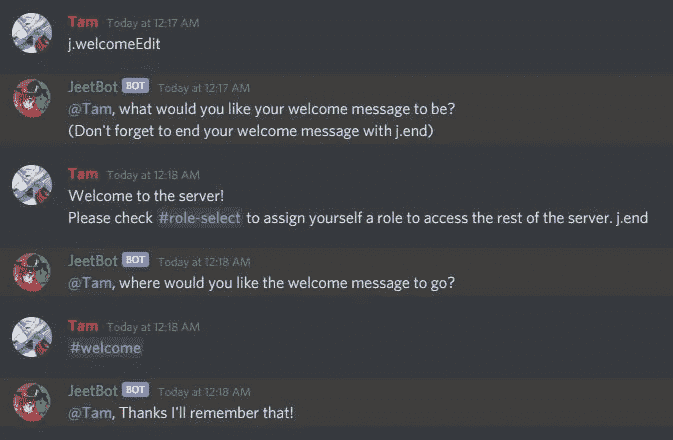 Tam Today at 12:17 AM
j.welcomeEdit
JeetBot BOT Today at 12:17 AM
@Tam, what would you like your welcome message to be?
(Don't forget to end your welcome message with j.end)
Tam Today at 12:18 AM
Welcome to the server!
Please check #role-select to assign yourself a role to access the rest of the server. j.end
JeetBot BOT Today at 12:18 AM
@Tam, where would you like the welcome message to go?
Tam Today at 12:18 AM
#welcome
JeetBot BOT Today at 12:18 AM
@Tam, Thanks I'll remember that!